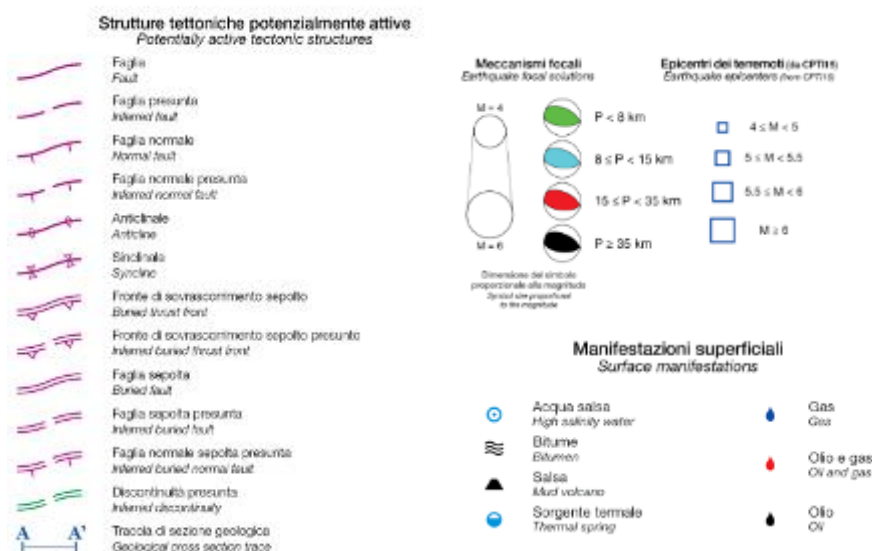 Strutture tettoniche potenzialmente attive
Potentially active tectonic structures
Faglia
Fault
Faglia presunta
Inferred fault
Faglia normale
Normal fault
Faglia normale presunta
Inferred normal fault
Anticlinale
Anticline
Sinclinale
Syncline
Fronte di sovrascorrimento sepolto
Buried thrust front
Fronte di sovrascorrimento sepolto presunto
Inferred buried thrust front
Faglia sepolta
Buried fault
Faglia sepolta presunta
Inferred buried fault
Faglia normale sepolta presunta
Inferred buried normal fault
Discontinuità presunta
Inferred discontinuity
A A'
Traccia di sezione geologica
Geological cross section trace
Meccanismi focali
Earthquake focal solutions
M = 4
M = 6
P < 8 km
8 ≤ P < 15 km
15 ≤ P < 35 km
P ≥ 35 km
Dimensione del simbolo
proporzionale alla magnitudo
Symbol size proportional
to the magnitude
Epicentri dei terremoti (da CPTI15)
Earthquake epicenters (from CPTI15)
4 ≤ M < 5
5 ≤ M < 5.5
5.5 ≤ M < 6
M ≥ 6
Manifestazioni superficiali
Surface manifestations
Acqua salsa
High salinity water
Bitume
Bitumen
Salsa
Mud volcano
Sorgente termale
Thermal spring
Gas
Gas
Olio e gas
Oil and gas
Olio
Oil